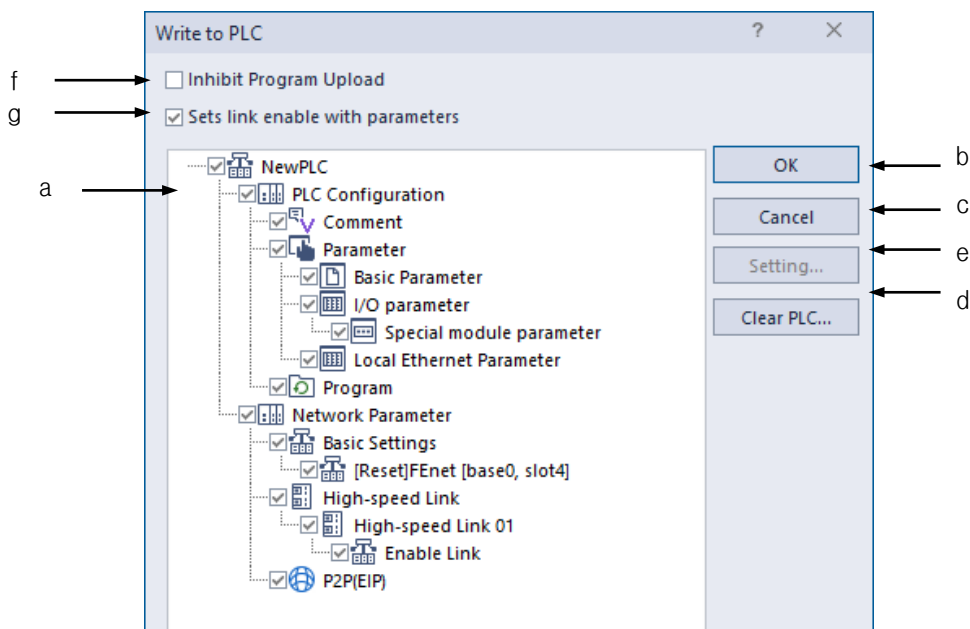 Write to PLC ? ×
f Inhibit Program Upload
g Sets link enable with parameters
NewPLC OK b
a PLC Configuration
Comment Cancel c
Parameter e
Basic Parameter Setting...
I/O parameter d
Special module parameter Clear PLC...
Local Ethernet Parameter
Program
Network Parameter
Basic Settings
[Reset]FEnet [base0, slot4]
High-speed Link
High-speed Link 01
Enable Link
P2P(EIP)